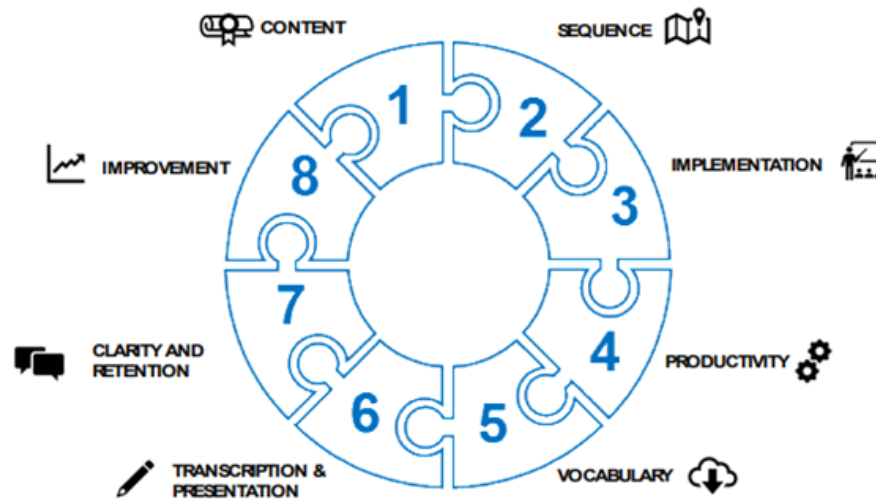 CONTENT
1
SEQUENCE
2
IMPLEMENTATION
3
PRODUCTIVITY
4
VOCABULARY
5
TRANSCRIPTION &
PRESENTATION
6
CLARITY AND
RETENTION
7
IMPROVEMENT
8